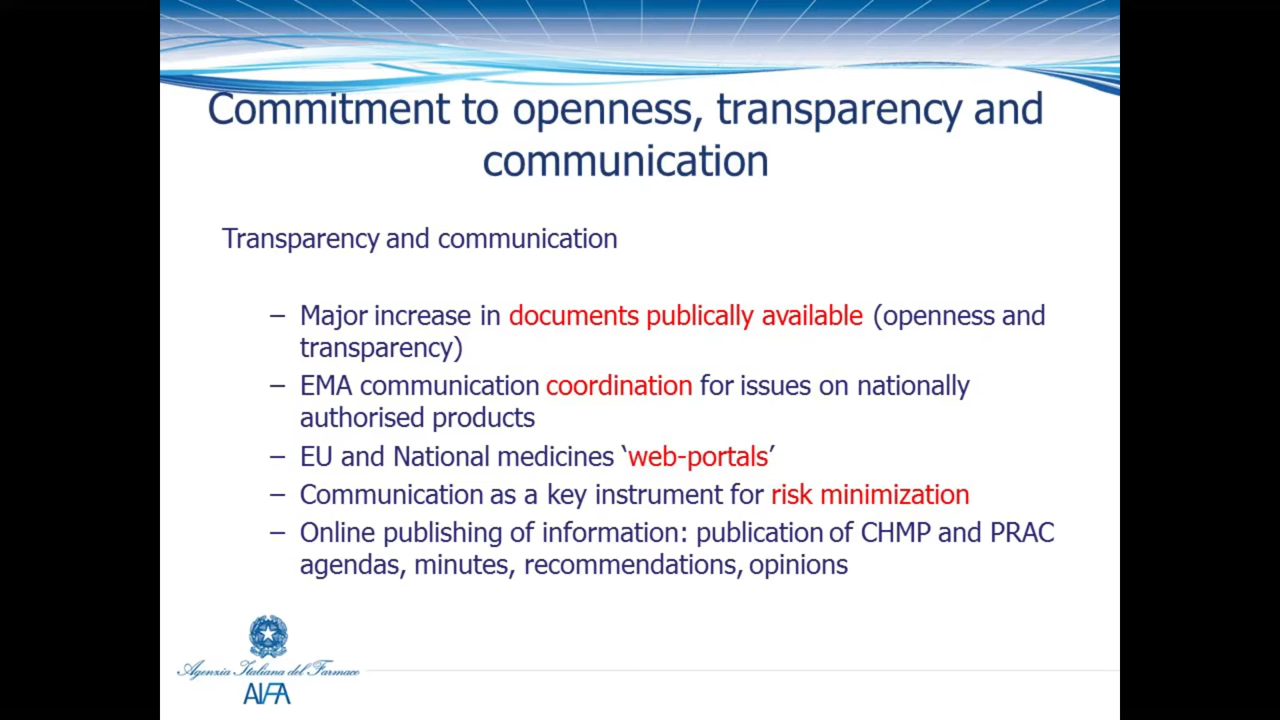 Commitment to openness, transparency and
communication
Transparency and communication
– Major increase in documents publically available (openness and
transparency)
– EMA communication coordination for issues on nationally
authorised products
– EU and National medicines ‘web-portals’
– Communication as a key instrument for risk minimization
– Online publishing of information: publication of CHMP and PRAC
agendas, minutes, recommendations, opinions
Agenzia Italiana del Farmaco
AIFA